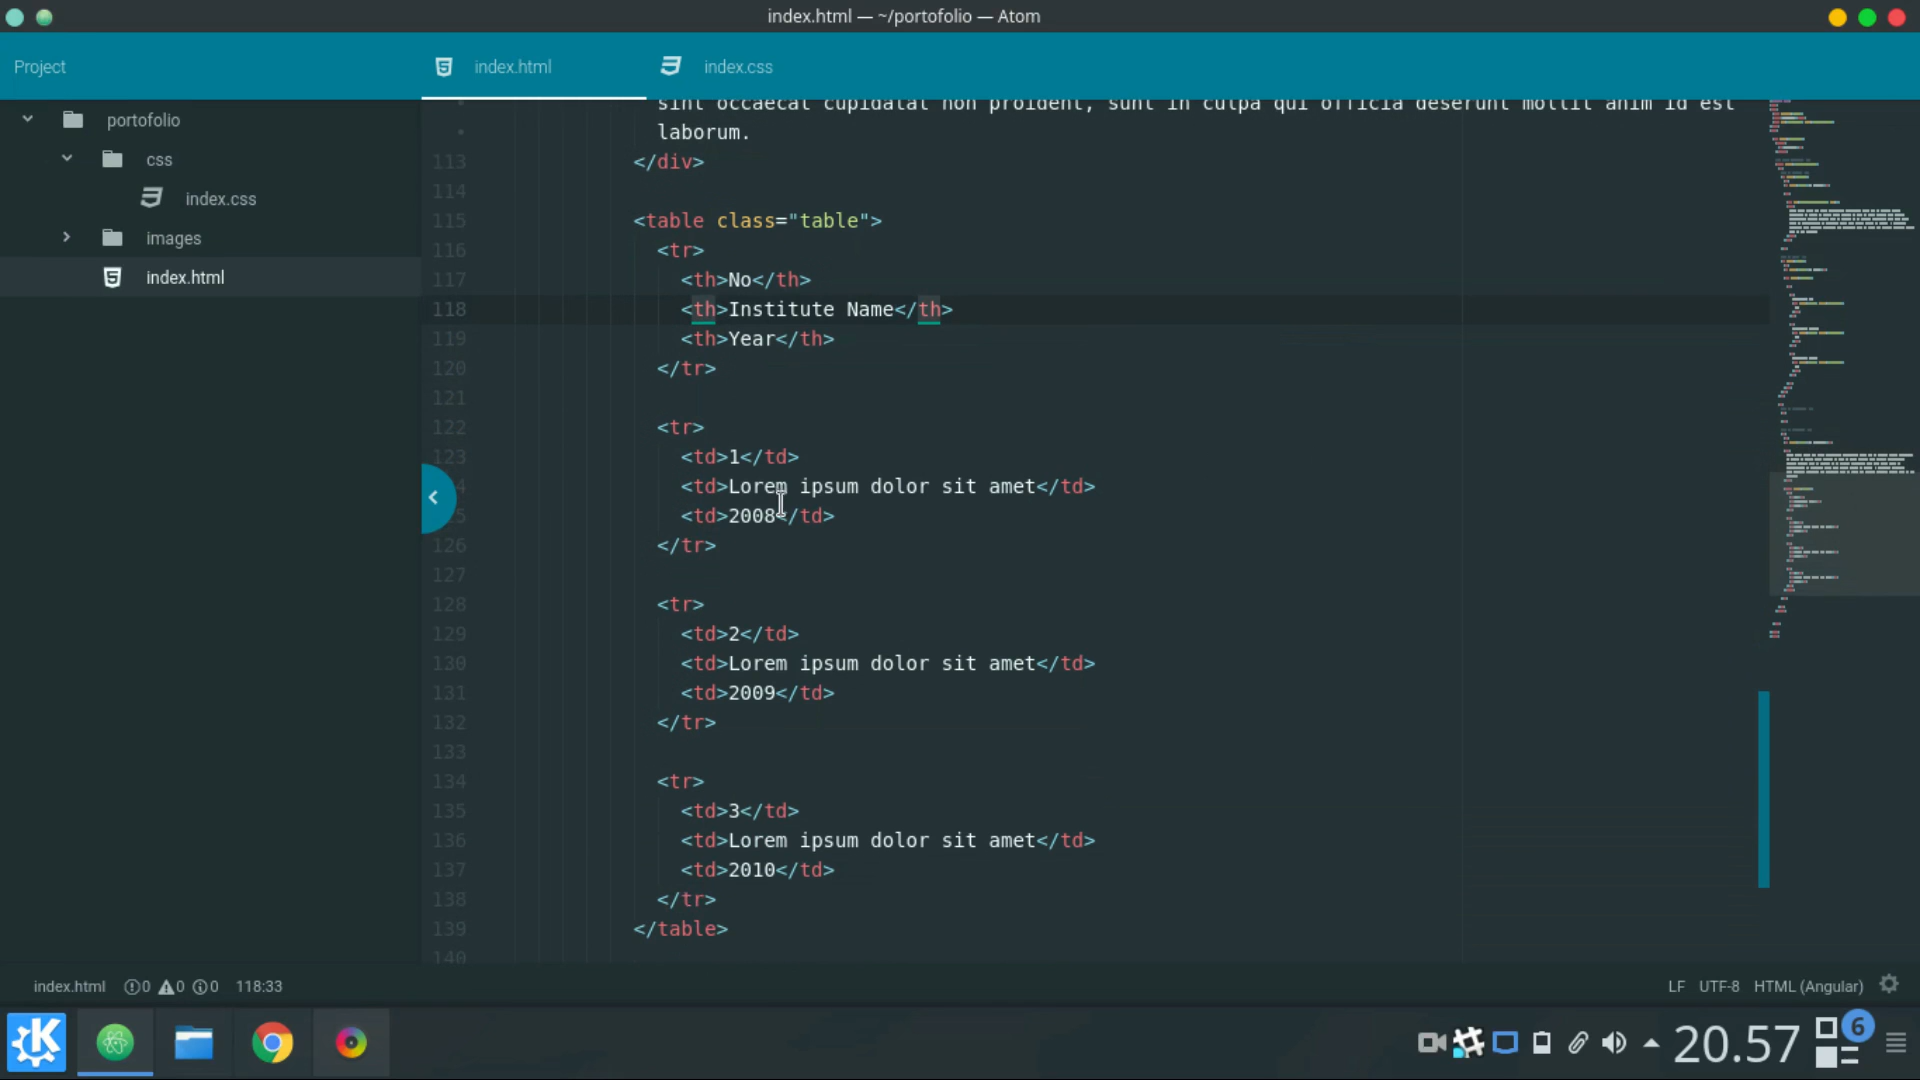 index.html — ~/portofolio — Atom
Project
index.html
index.css
portofolio
css
index.css
images
index.html
sint occaecat cupidatat non proident, sunt in culpa qui officia deserunt mollit anim id est
laborum.
113 </div>
114
115 <table class="table">
116 <tr>
117 <th>No</th>
118 <th>Institute Name</th>
119 <th>Year</th>
120 </tr>
121
122 <tr>
123 <td>1</td>
<td>Lorem ipsum dolor sit amet</td>
<td>2008</td>
126 </tr>
127
128 <tr>
129 <td>2</td>
130 <td>Lorem ipsum dolor sit amet</td>
131 <td>2009</td>
132 </tr>
133
134 <tr>
135 <td>3</td>
136 <td>Lorem ipsum dolor sit amet</td>
137 <td>2010</td>
138 </tr>
139 </table>
140
index.html 0 0 0 118:33
LF UTF-8 HTML (Angular)
20.57
6